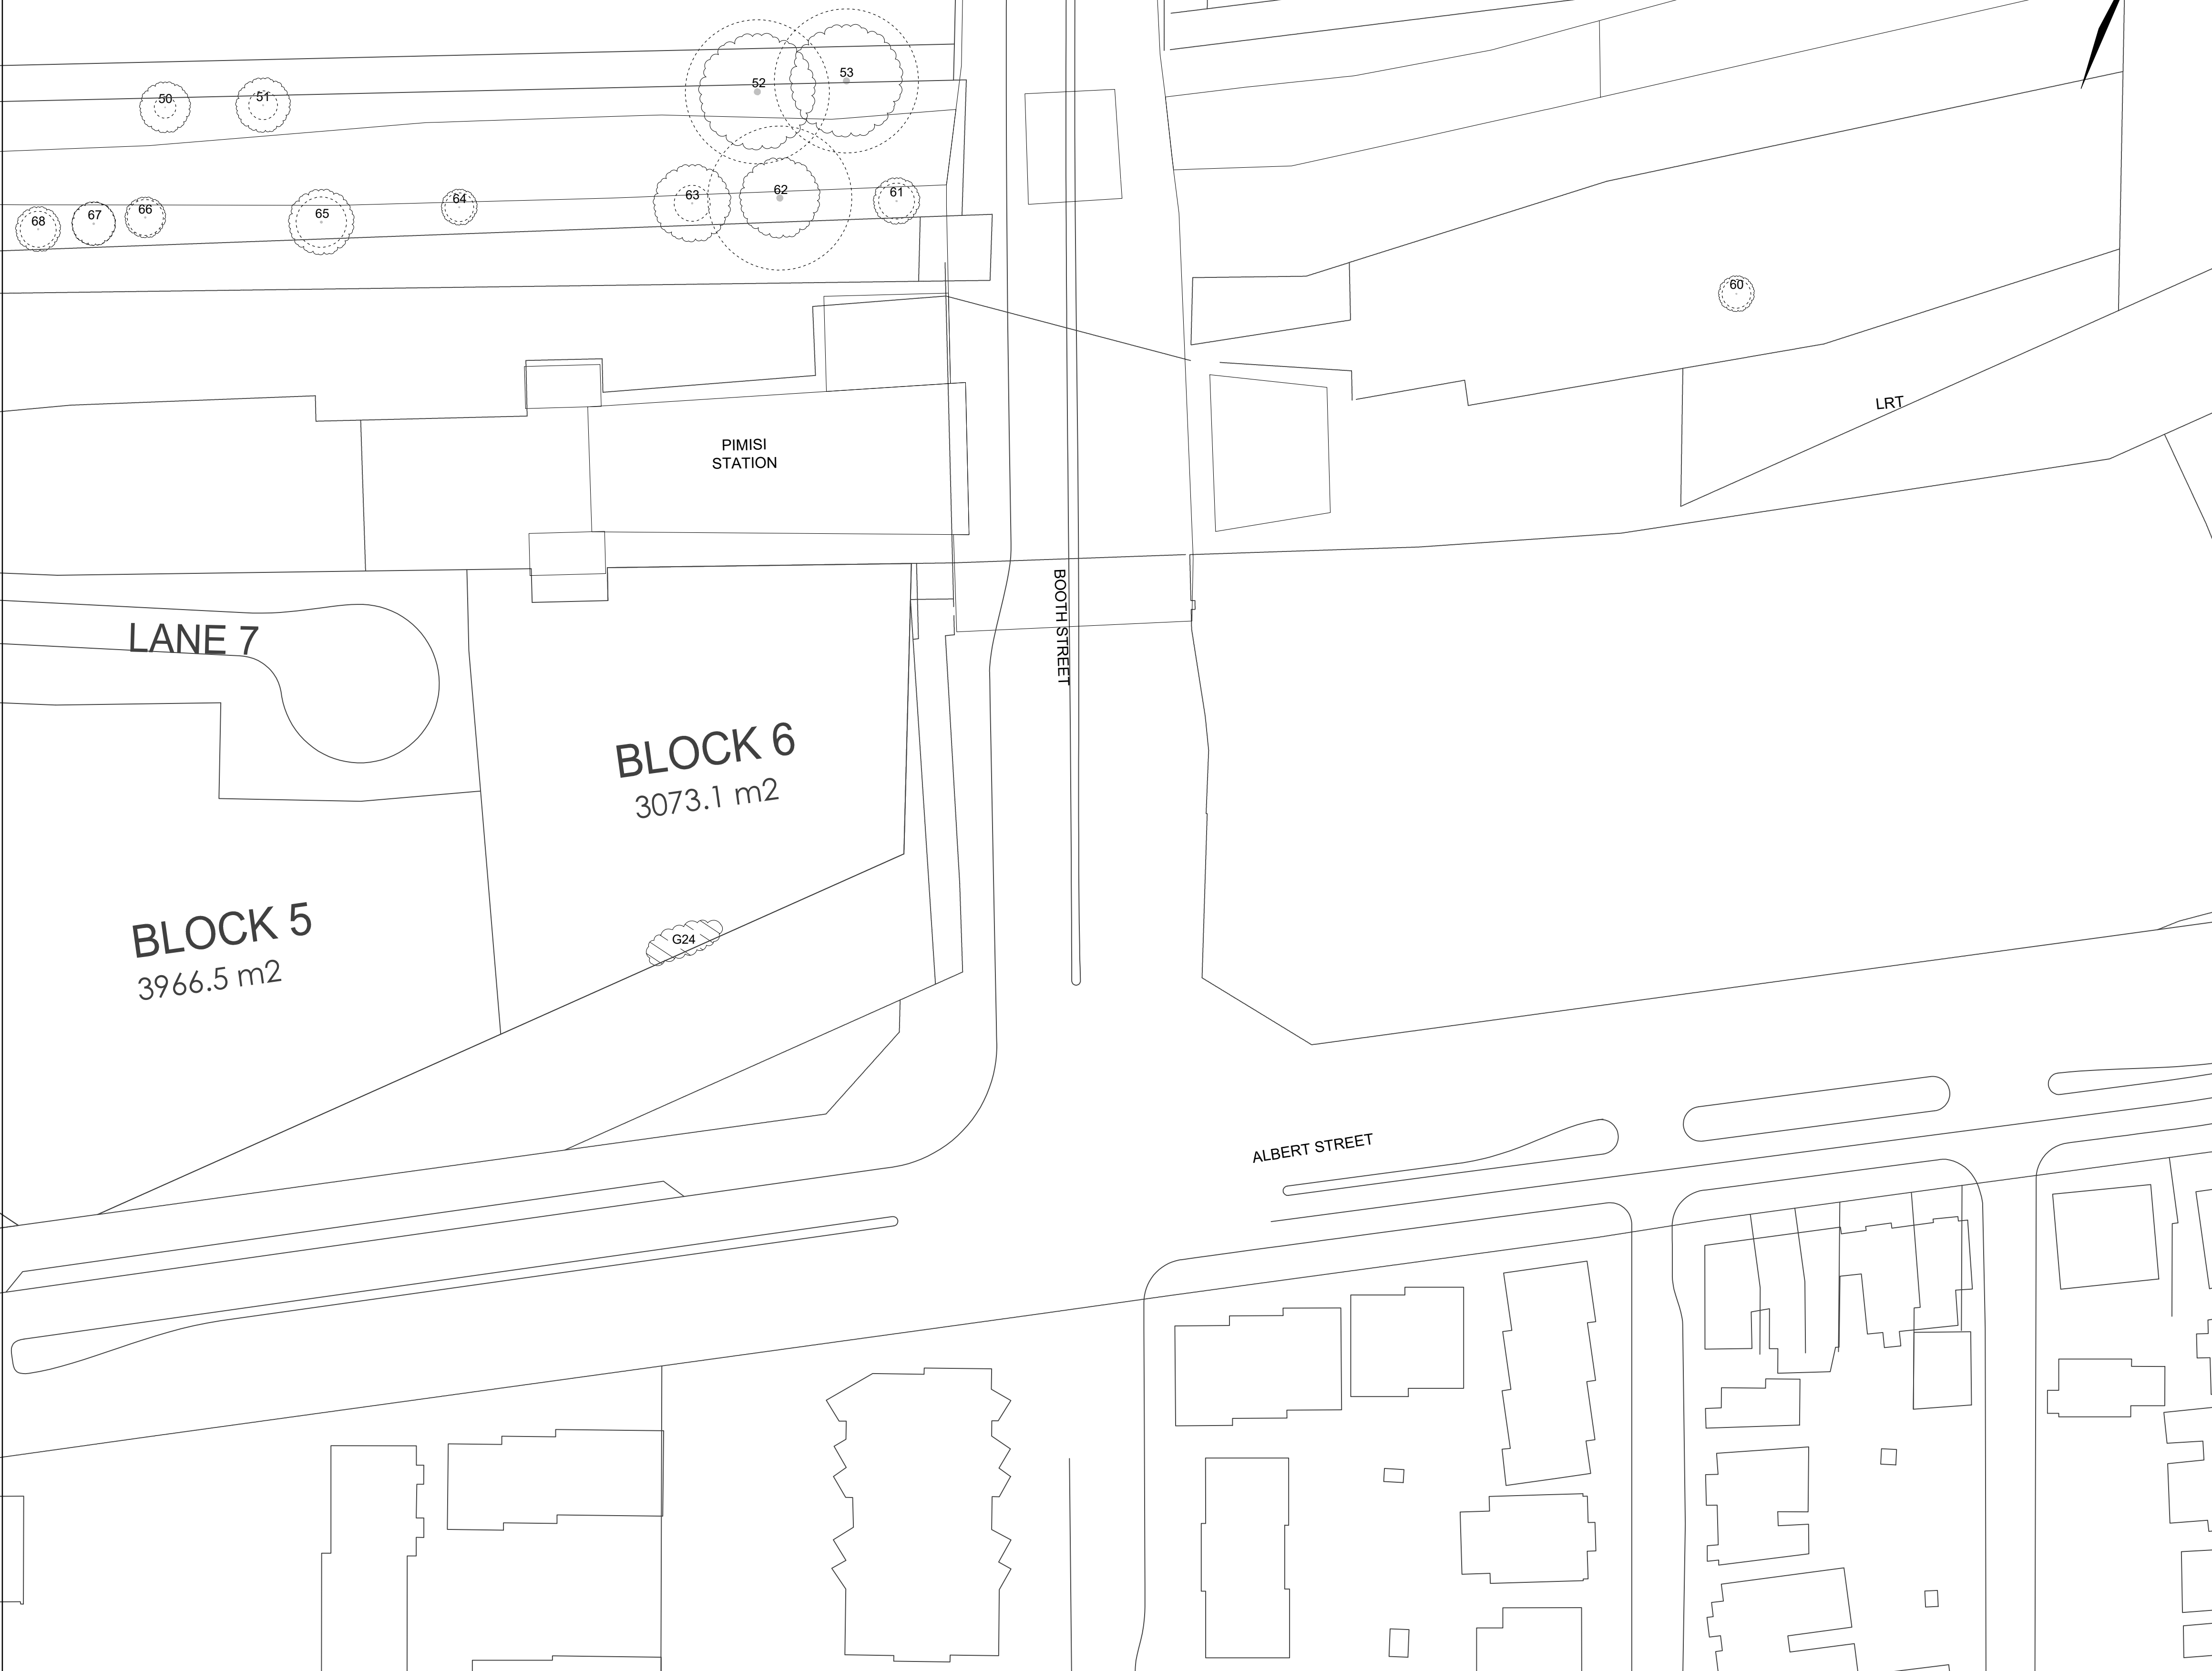 53
52
50
51
61
62
63
64
65
66
67
68
60
LRT
PIMISI
STATION
BOOTH STREET
LANE 7
BLOCK 6
3073.1 m2
BLOCK 5
3966.5 m2
G24
ALBERT STREET